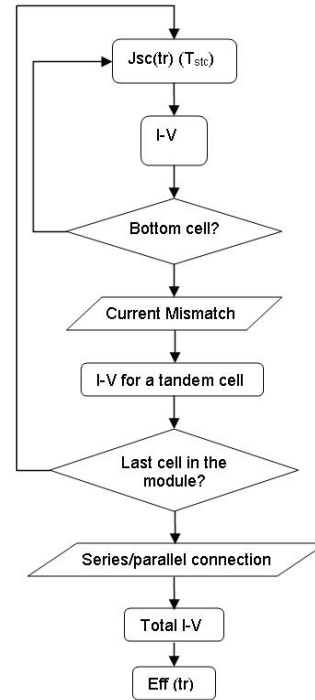 Jsc(tr) (Tstc)
I-V
Bottom cell?
Current Mismatch
I-V for a tandem cell
Last cell in the
module?
Series/parallel connection
Total I-V
Eff (tr)